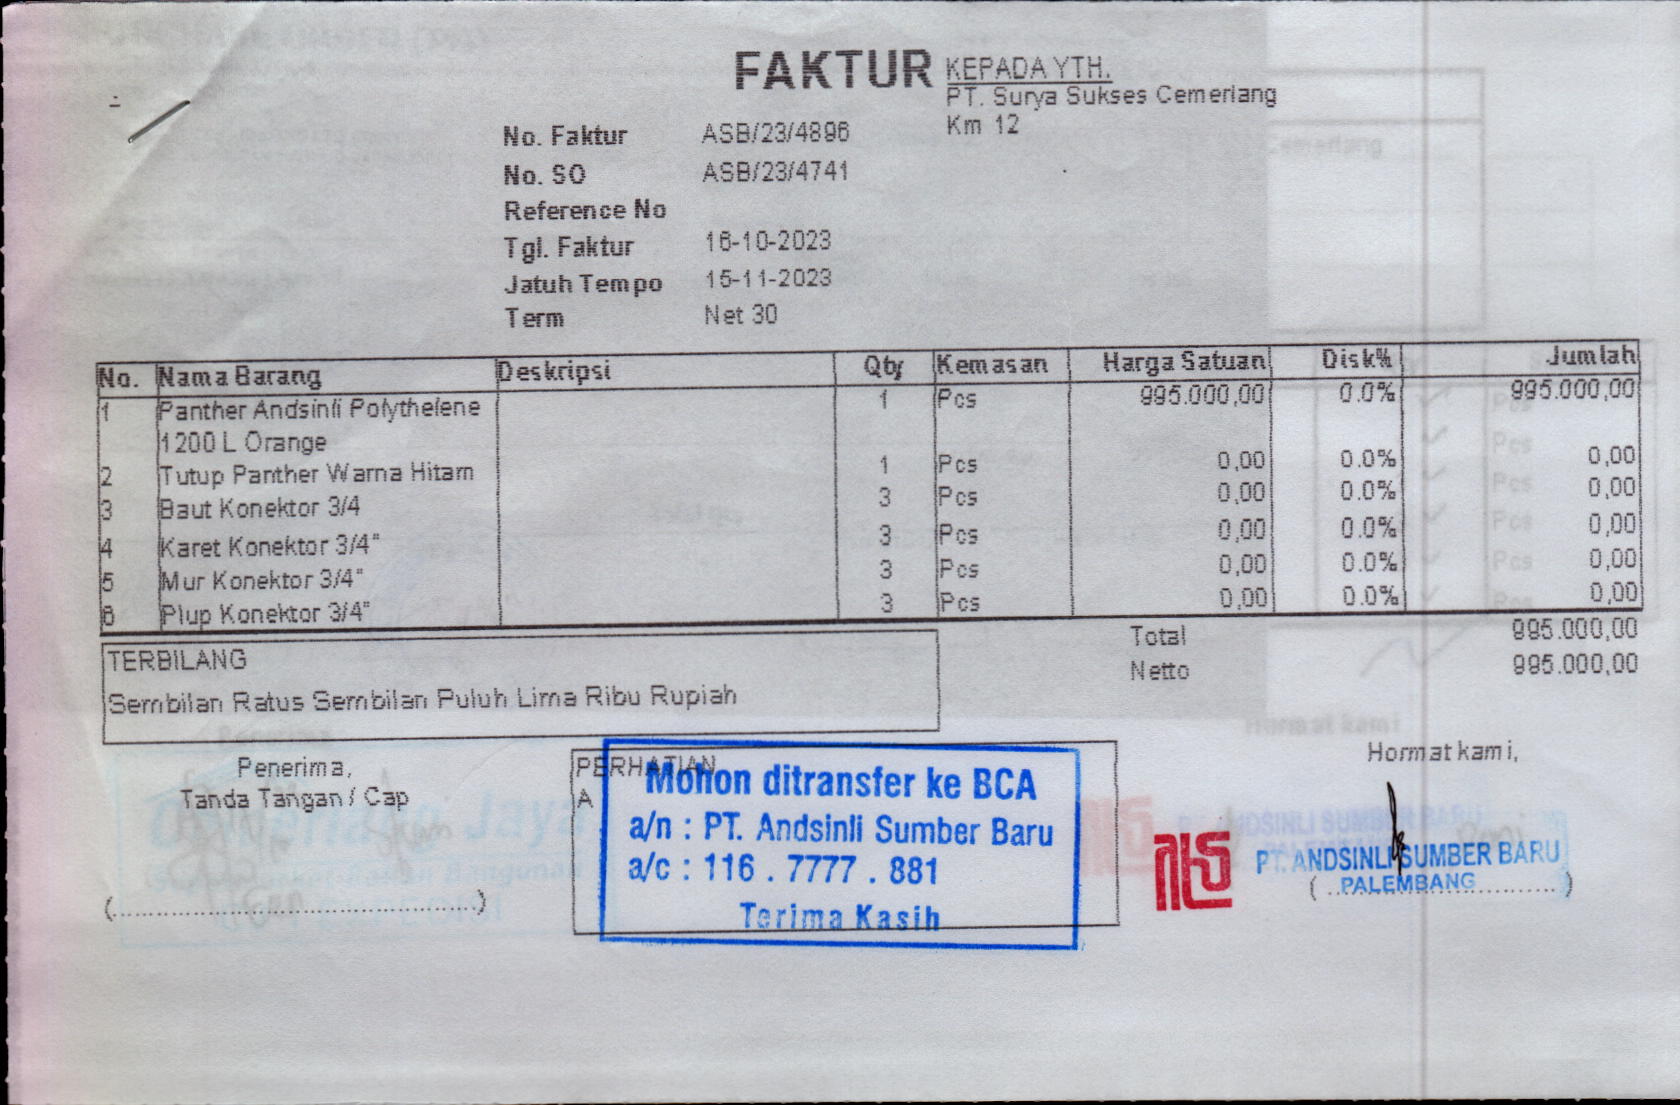 FAKTUR
KEPADA YTH.
PT. Surya Sukses Cemerlang
Km 12
No. Faktur ASB/23/4896
No. SO ASB/23/4741
Reference No
Tgl. Faktur 16-10-2023
Jatuh Tempo 15-11-2023
Term Net 30
No. Nama Barang Deskripsi Qty Kemasan Harga Satuan Disk% Jumlah
1 Panther Andsinli Polythelene 1 Pcs 995.000,00 0.0% 995.000,00
1200 L Orange
2 Tutup Panther Warna Hitam 1 Pcs 0,00 0.0% 0,00
3 Baut Konektor 3/4 3 Pcs 0,00 0.0% 0,00
4 Karet Konektor 3/4" 3 Pcs 0,00 0.0% 0,00
5 Mur Konektor 3/4" 3 Pcs 0,00 0.0% 0,00
6 Plup Konektor 3/4" 3 Pcs 0,00 0.0% 0,00
Total 995.000,00
Netto 995.000,00
TERBILANG
Sembilan Ratus Sembilan Puluh Lima Ribu Rupiah
Penerima,
Tanda Tangan / Cap
(........................................................)
PERHATIAN
A
Mohon ditransfer ke BCA
a/n : PT. Andsinli Sumber Baru
a/c : 116 . 7777 . 881
Terima Kasih
Hormat kami,
PT. ANDSINLI SUMBER BARU
PALEMBANG